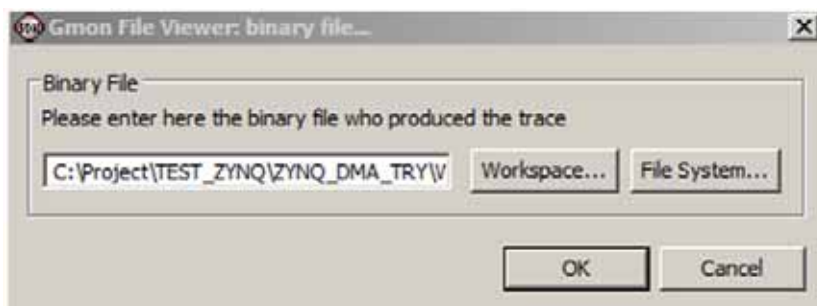 Gmon File Viewer: binary file...
Binary File
Please enter here the binary file who produced the trace
C:\Project\TEST_ZYNQ\ZYNQ_DMA_TRY\V Workspace... File System...
OK Cancel